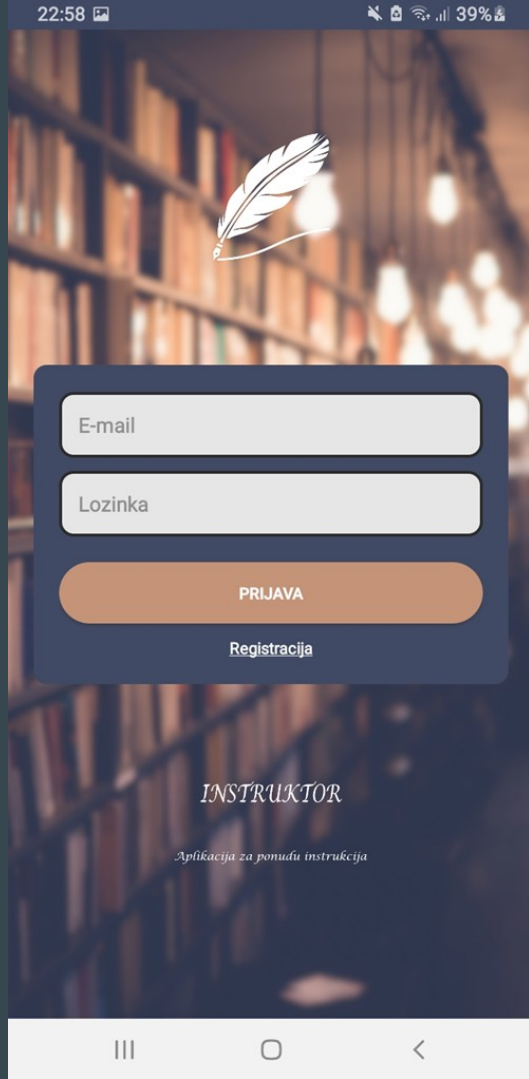 22:58
39%
E-mail
Lozinka
PRIJAVA
Registracija
INSTRUKTOR
Aplikacija za ponudu instrukcija